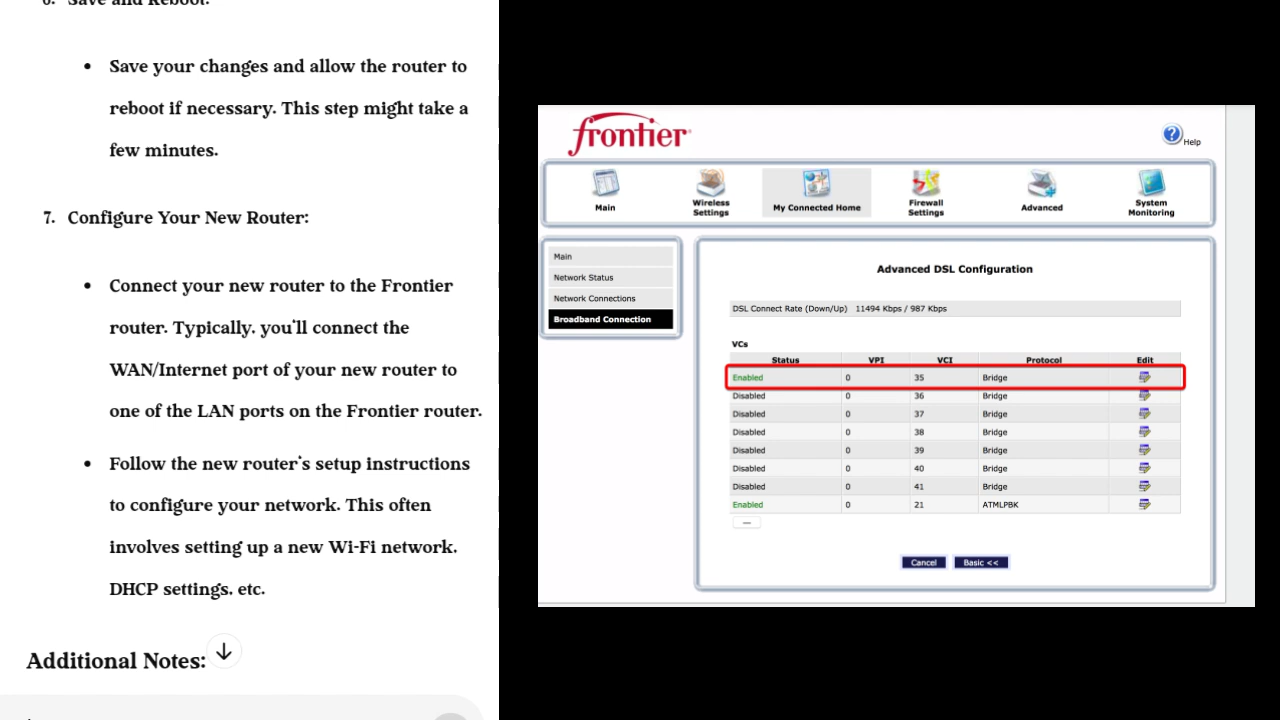 6. Save and Reboot:
• Save your changes and allow the router to
reboot if necessary. This step might take a
few minutes.
7. Configure Your New Router:
• Connect your new router to the Frontier
router. Typically, you'll connect the
WAN/Internet port of your new router to
one of the LAN ports on the Frontier router.
• Follow the new router's setup instructions
to configure your network. This often
involves setting up a new Wi-Fi network,
DHCP settings, etc.
Additional Notes:
frontier
Help
Main
Wireless
Settings
My Connected Home
Firewall
Settings
Advanced
System
Monitoring
Main
Network Status
Network Connections
Broadband Connection
Advanced DSL Configuration
DSL Connect Rate (Down/Up) 11494 Kbps / 987 Kbps
VCs
Status VPI VCI Protocol Edit
Enabled 0 35 Bridge
Disabled 0 36 Bridge
Disabled 0 37 Bridge
Disabled 0 38 Bridge
Disabled 0 39 Bridge
Disabled 0 40 Bridge
Disabled 0 41 Bridge
Enabled 0 21 ATMLPBK
Cancel Basic <<